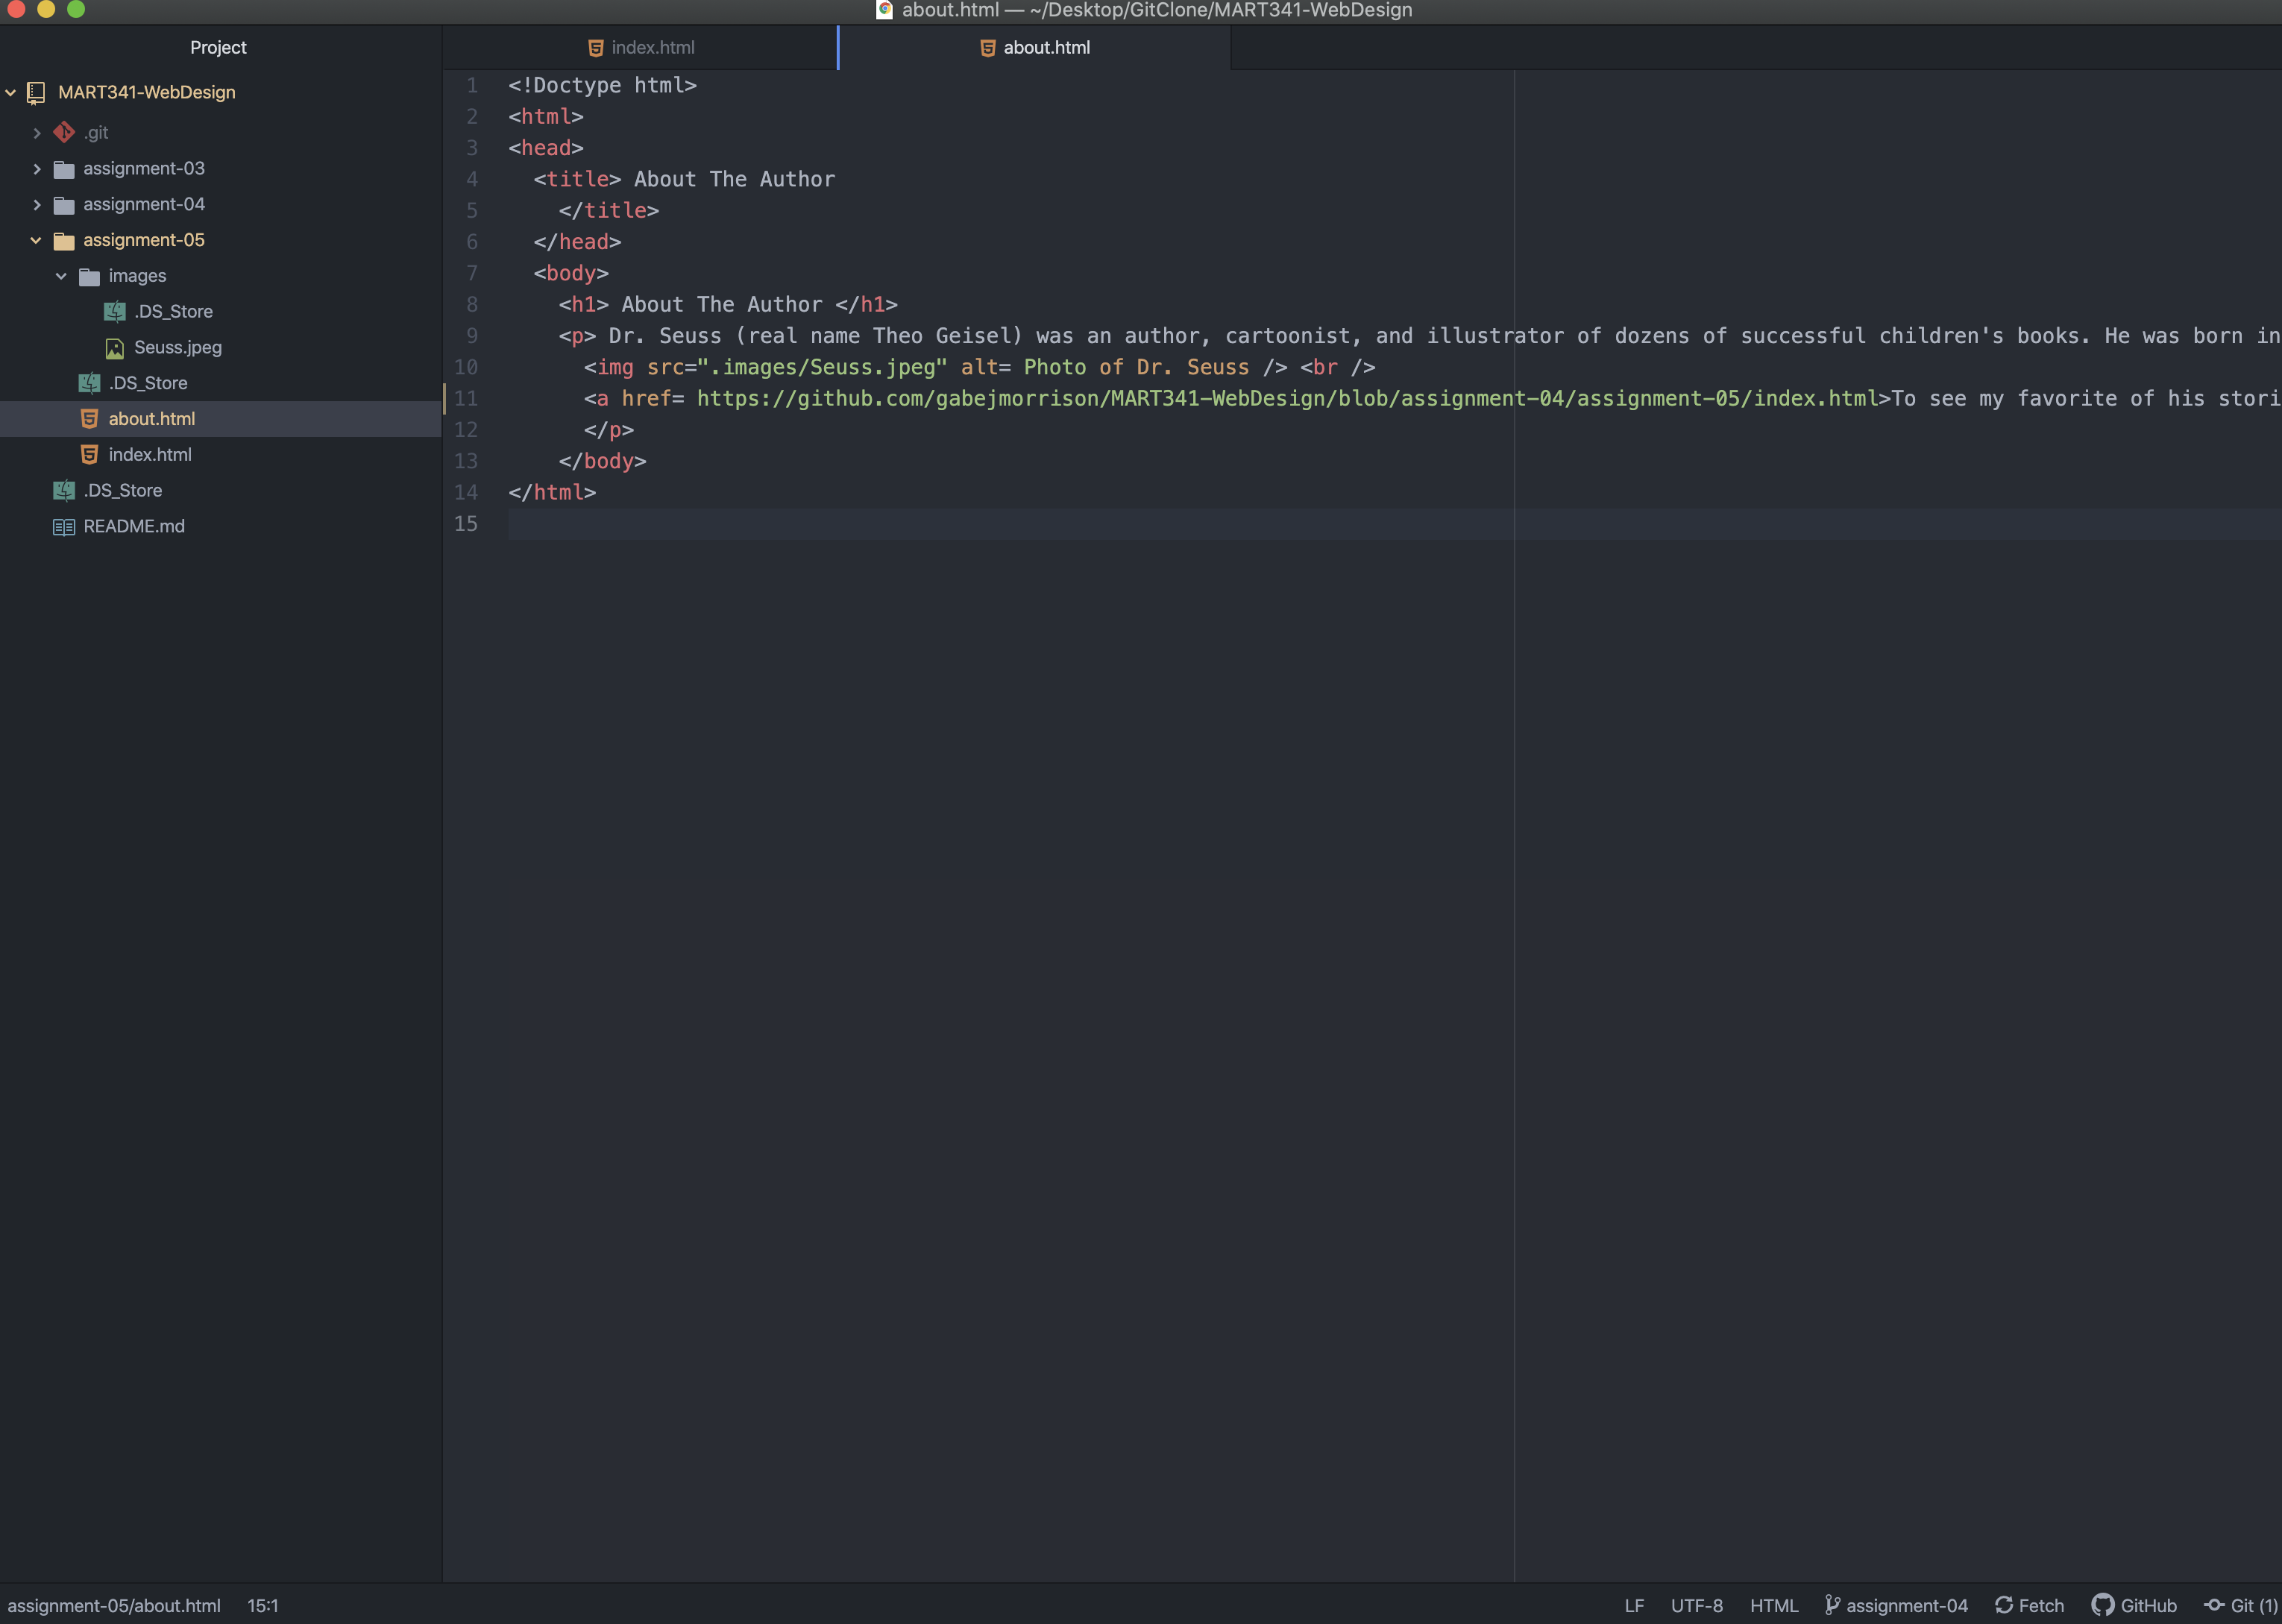 about.html — ~/Desktop/GitClone/MART341-WebDesign
Project
MART341-WebDesign
.git
assignment-03
assignment-04
assignment-05
images
.DS_Store
Seuss.jpeg
.DS_Store
about.html
index.html
.DS_Store
README.md
index.html
about.html
1 <!Doctype html>
2 <html>
3 <head>
4 <title> About The Author
5 </title>
6 </head>
7 <body>
8 <h1> About The Author </h1>
9 <p> Dr. Seuss (real name Theo Geisel) was an author, cartoonist, and illustrator of dozens of successful children's books. He was born in
10 <img src=".images/Seuss.jpeg" alt= Photo of Dr. Seuss /> <br />
11 <a href= https://github.com/gabejmorrison/MART341-WebDesign/blob/assignment-04/assignment-05/index.html>To see my favorite of his stori
12 </p>
13 </body>
14 </html>
15
assignment-05/about.html 15:1 LF UTF-8 HTML assignment-04 Fetch GitHub Git (1)